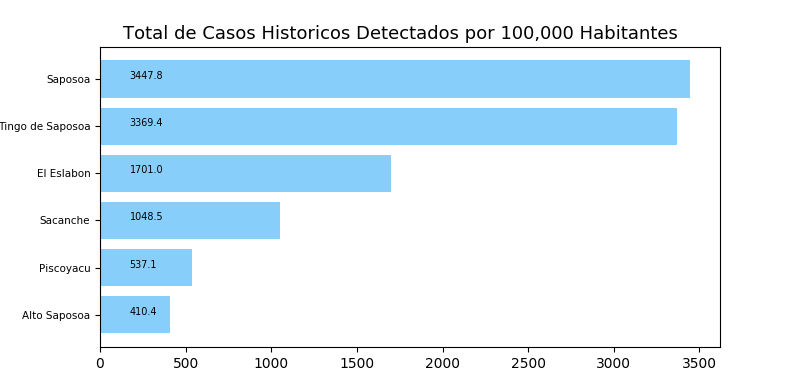 Total de Casos Historicos Detectados por 100,000 Habitantes
Saposoa 3447.8
Tingo de Saposoa 3369.4
El Eslabon 1701.0
Sacanche 1048.5
Piscoyacu 537.1
Alto Saposoa 410.4
0 500 1000 1500 2000 2500 3000 3500